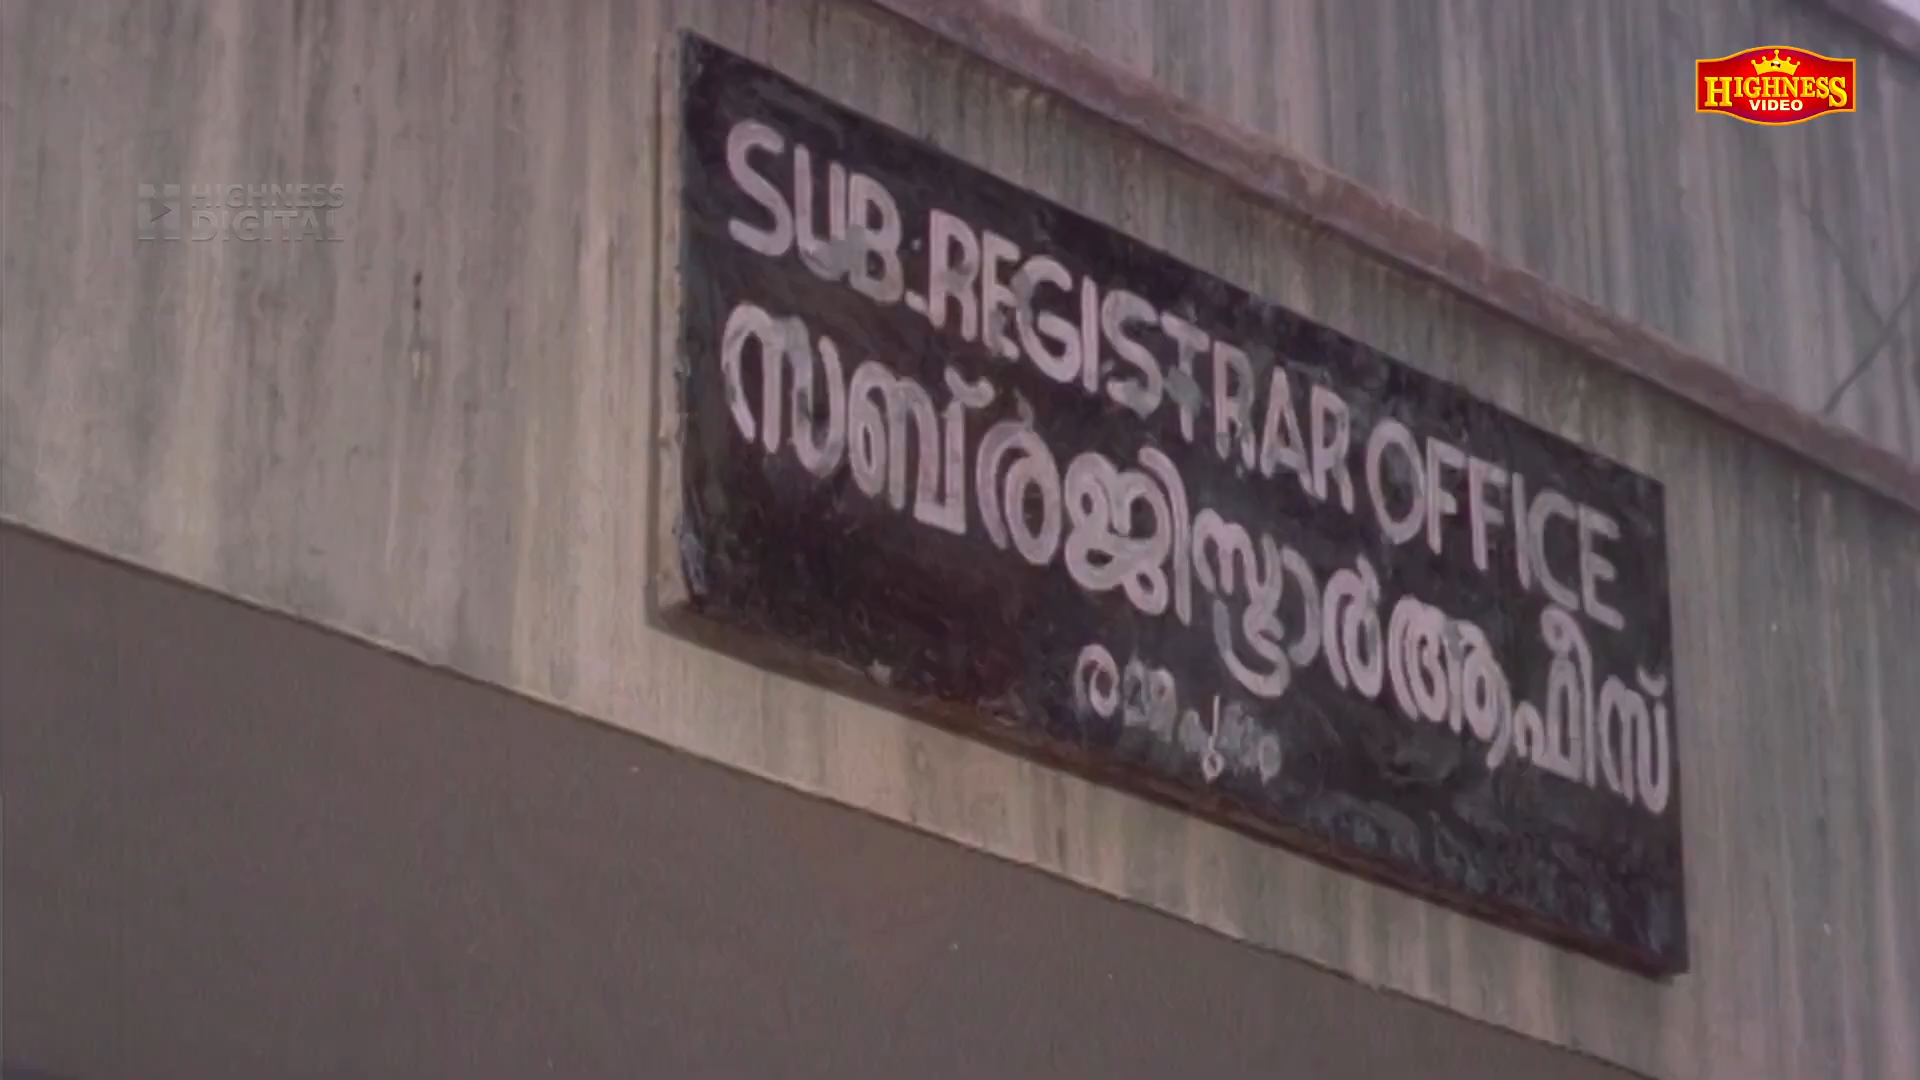 HIGHNESS
VIDEO
HIGHNESS
DIGITAL
SUB-REGISTRAR OFFICE
സബ് രജിസ്ട്രാർ ആഫീസ്